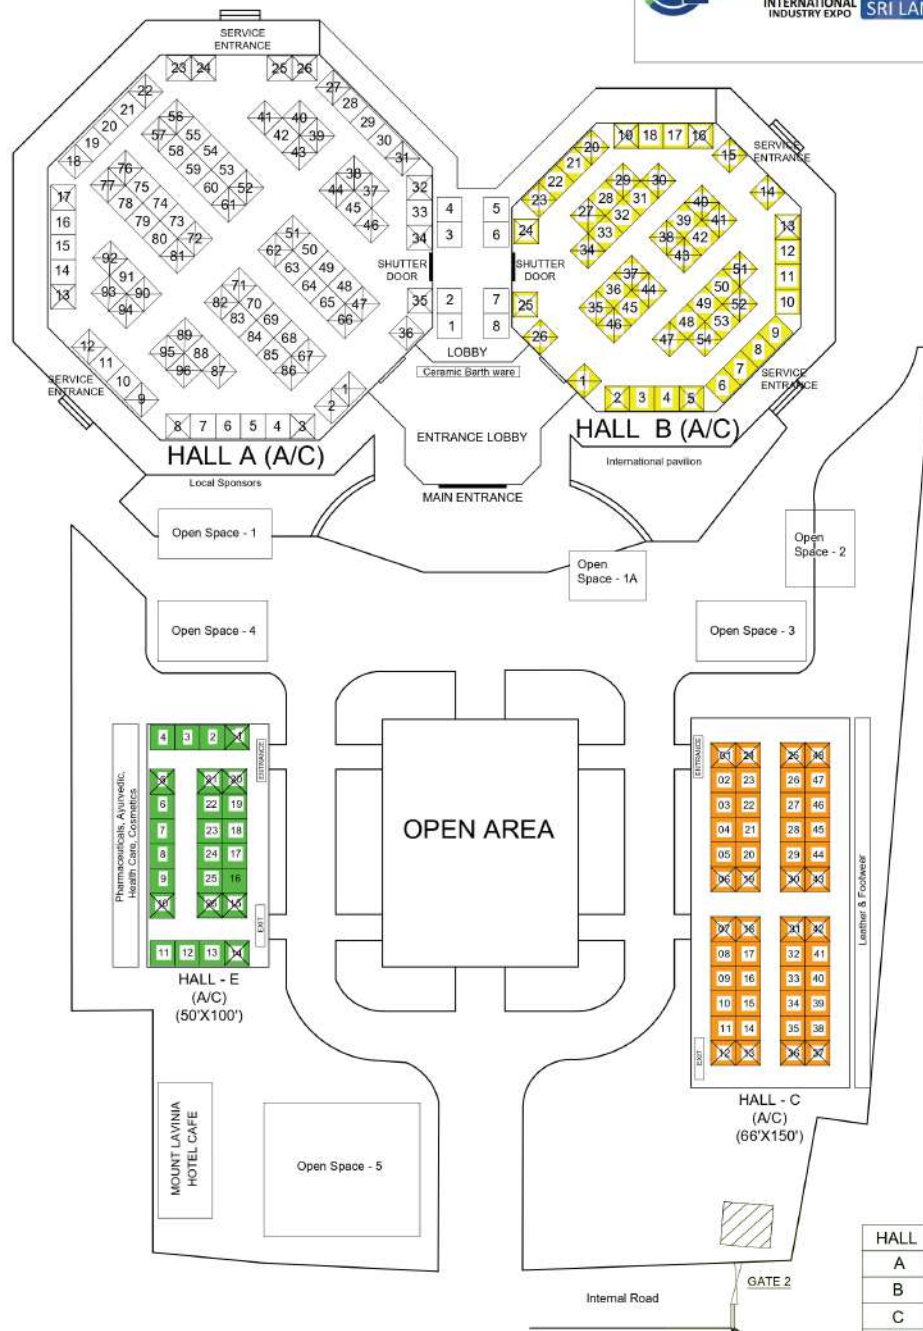 INTERNATIONAL
INDUSTRY EXPO
SERVICE
ENTRANCE
23 24
25 26
22
21
20
19
18
27
28
29
30
31
56
57 55
58 54
59 53
60 52
61
41 40
42 39
43
38
44 37
45
46
76
77 75
78 74
79 73
80 72
81
17
16
15
14
13
32
33
34
92
91
93 90
94
51
62 50
63 49
64 48
65 47
66
71
82 70
83 69
84 68
85 67
86
89
95 88
96 87
35
36
12
11
10
9
1
2
8 7 6 5 4 3
SERVICE
ENTRANCE
HALL A (A/C)
Local Sponsors
SHUTTER
DOOR
4 5
3 6
2 7
1 8
SHUTTER
DOOR
LOBBY
Ceramic Barth ware
ENTRANCE LOBBY
MAIN ENTRANCE
19 18 17 16
20
21
22
23
24
15
14
SERVICE
ENTRANCE
29 30
28 31
27 32
33
34
40
39 41
38 42
43
13
12
11
10
37
36 44
35 45
46
51
50
49 52
48 53
47 54
25
26
1
2 3 4 5
9
8
7
6
SERVICE
ENTRANCE
HALL B (A/C)
International pavilion
Open Space - 1
Open
Space - 1A
Open
Space - 2
Open Space - 4
Open Space - 3
OPEN AREA
Pharmaceuticals, Ayurvedic,
Health Care, Cosmetics
4 3 2 1
ENTRANCE
5 21 20
6 22 19
7 23 18
8 24 17
9 25 16
10 26 15
EXIT
11 12 13 14
HALL - E
(A/C)
(50'X100')
ENTRANCE
01 24 25 48
02 23 26 47
03 22 27 46
04 21 28 45
05 20 29 44
06 19 30 43
07 18 31 42
08 17 32 41
09 16 33 40
10 15 34 39
11 14 35 38
12 13 36 37
EXIT
Leather & Footwear
HALL - C
(A/C)
(66'X150')
MOUNT LAVINIA
HOTEL CAFE
Open Space - 5
Internal Road
GATE 2
HALL
A
B
C